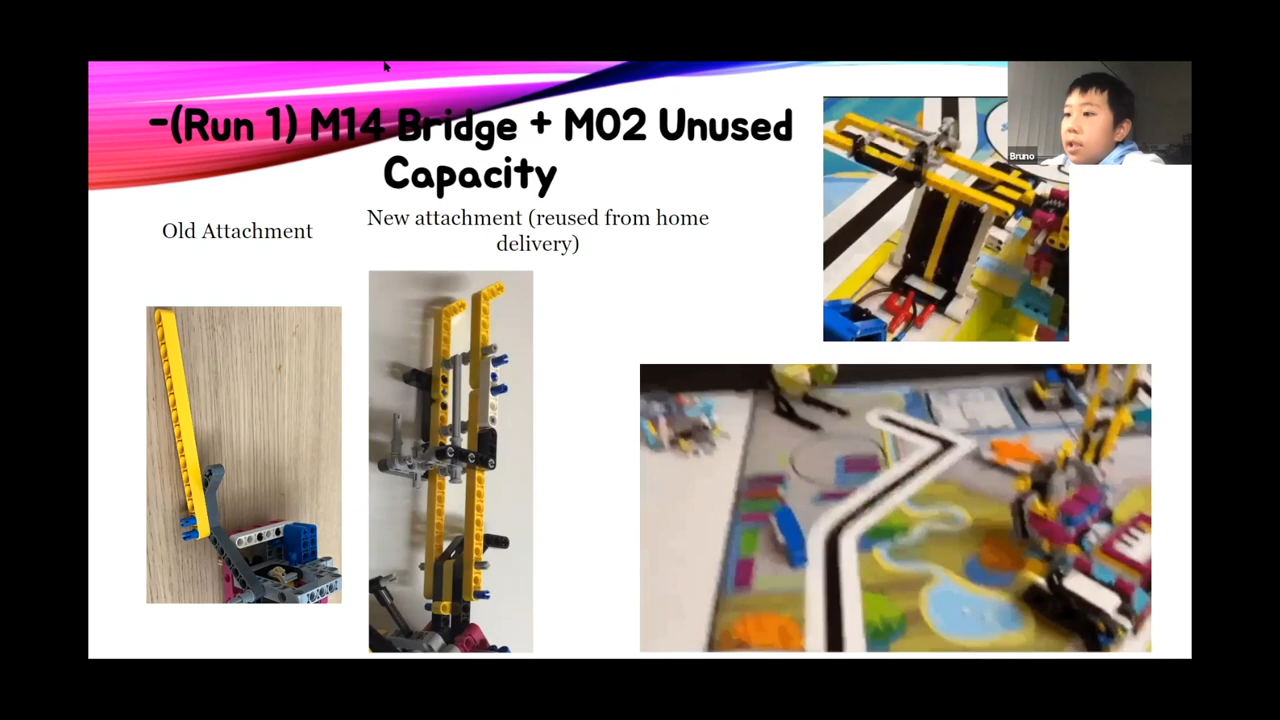 -(Run 1) M14 Bridge + M02 Unused
Capacity
Old Attachment
New attachment (reused from home
delivery)
Bruno